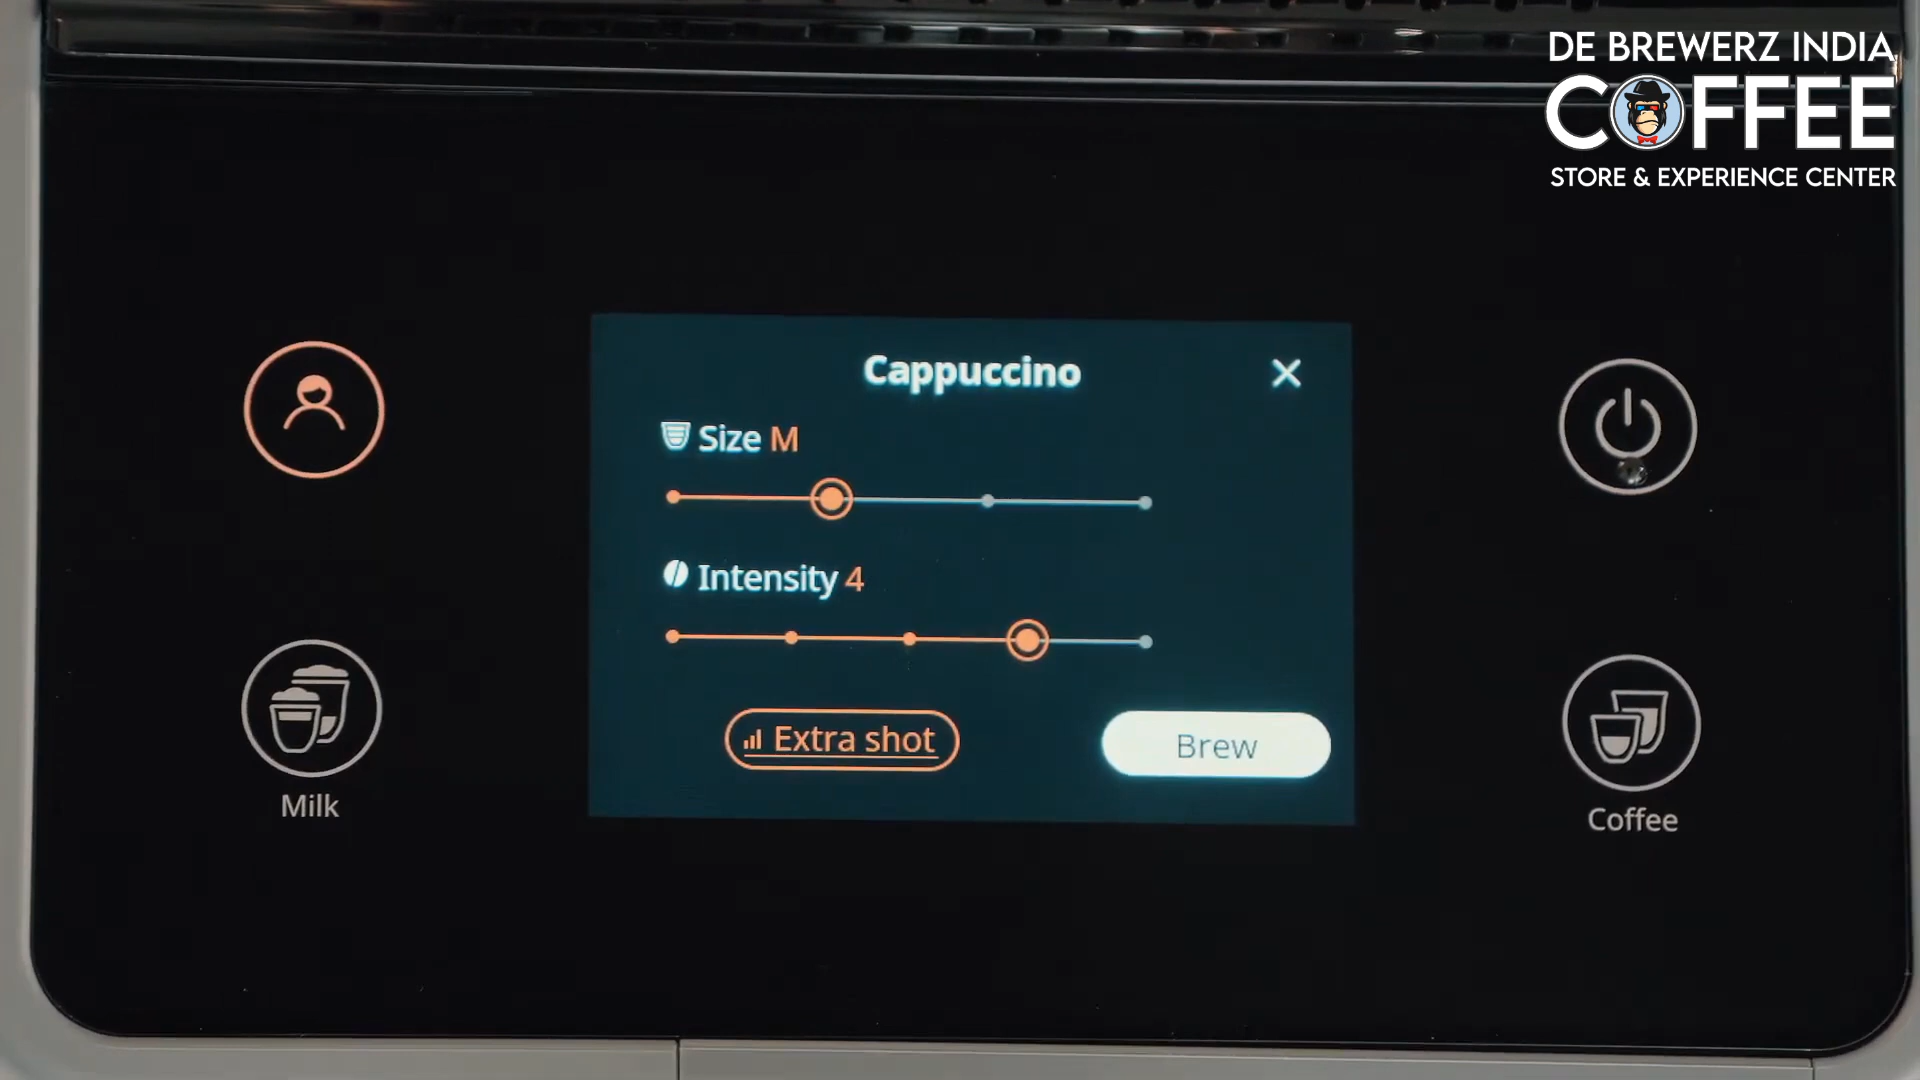 DE BREWERZ INDIA
COFFEE
STORE & EXPERIENCE CENTER
Cappuccino
Size M
Intensity 4
Extra shot
Brew
Milk
Coffee